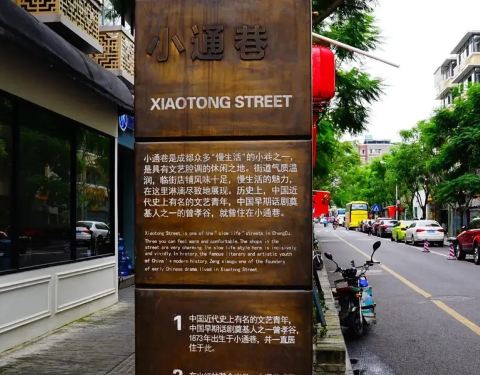 小通巷
XIAOTONG STREET
小通巷是成都众多“慢生活”的小巷之一，
是具有文艺腔调的休闲之地。街道气质温
润，临街店铺风味十足，慢生活的魅力，
在这里淋漓尽致地展现。历史上，中国近
代史上有名的文艺青年，中国早期话剧奠
基人之一的曾孝谷，就曾住在小通巷。
Xiaotong Street, is one of the " slow life " streets in ChengDu.
Three you can feel warm and comfortable. The shops in the
street are very charming, the slow life style here is incisively
and vividly. In history, the famous literary and artistic youth
of China's modern history, Zeng xiaogu one of the founders
of early Chinese drama, lived in Xiaotong Street
1 中国近代史上有名的文艺青年，
中国早期话剧奠基人之一曾孝谷，
1873年出生于小通巷，并一直居
住于此。